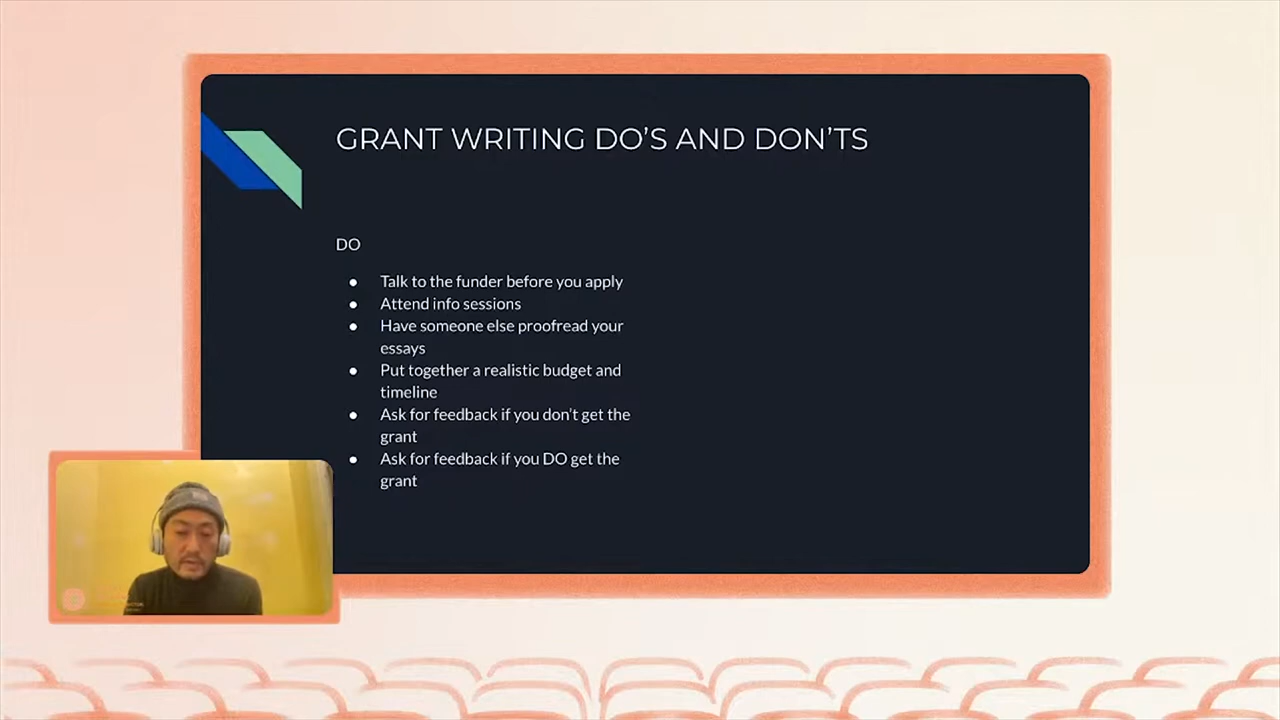 GRANT WRITING DO’S AND DON’TS
DO
● Talk to the funder before you apply
● Attend info sessions
● Have someone else proofread your
essays
● Put together a realistic budget and
timeline
● Ask for feedback if you don’t get the
grant
● Ask for feedback if you DO get the
grant